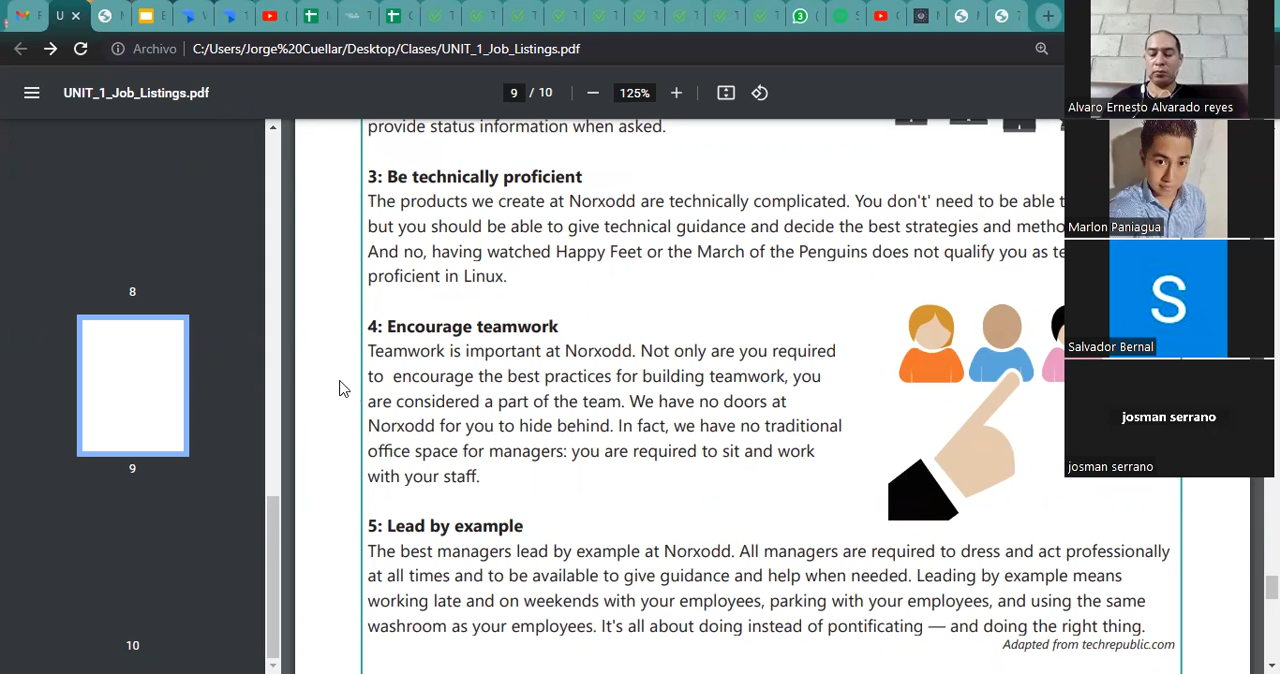 U
(
3
(
Archivo C:/Users/Jorge%20Cuellar/Desktop/Clases/UNIT_1_Job_Listings.pdf
UNIT_1_Job_Listings.pdf 9 / 10 125%
8
9
10
provide status information when asked.
3: Be technically proficient
The products we create at Norxodd are technically complicated. You don't' need to be able
but you should be able to give technical guidance and decide the best strategies and
And no, having watched Happy Feet or the March of the Penguins does not qualify you as
proficient in Linux.
4: Encourage teamwork
Teamwork is important at Norxodd. Not only are you required
to encourage the best practices for building teamwork, you
are considered a part of the team. We have no doors at
Norxodd for you to hide behind. In fact, we have no traditional
office space for managers: you are required to sit and work
with your staff.
5: Lead by example
The best managers lead by example at Norxodd. All managers are required to dress and act professionally
at all times and to be available to give guidance and help when needed. Leading by example means
working late and on weekends with your employees, parking with your employees, and using the same
washroom as your employees. It's all about doing instead of pontificating — and doing the right thing.
Adapted from techrepublic.com
Alvaro Ernesto Alvarado reyes
Marlon Paniagua
S
Salvador Bernal
josman serrano
josman serrano